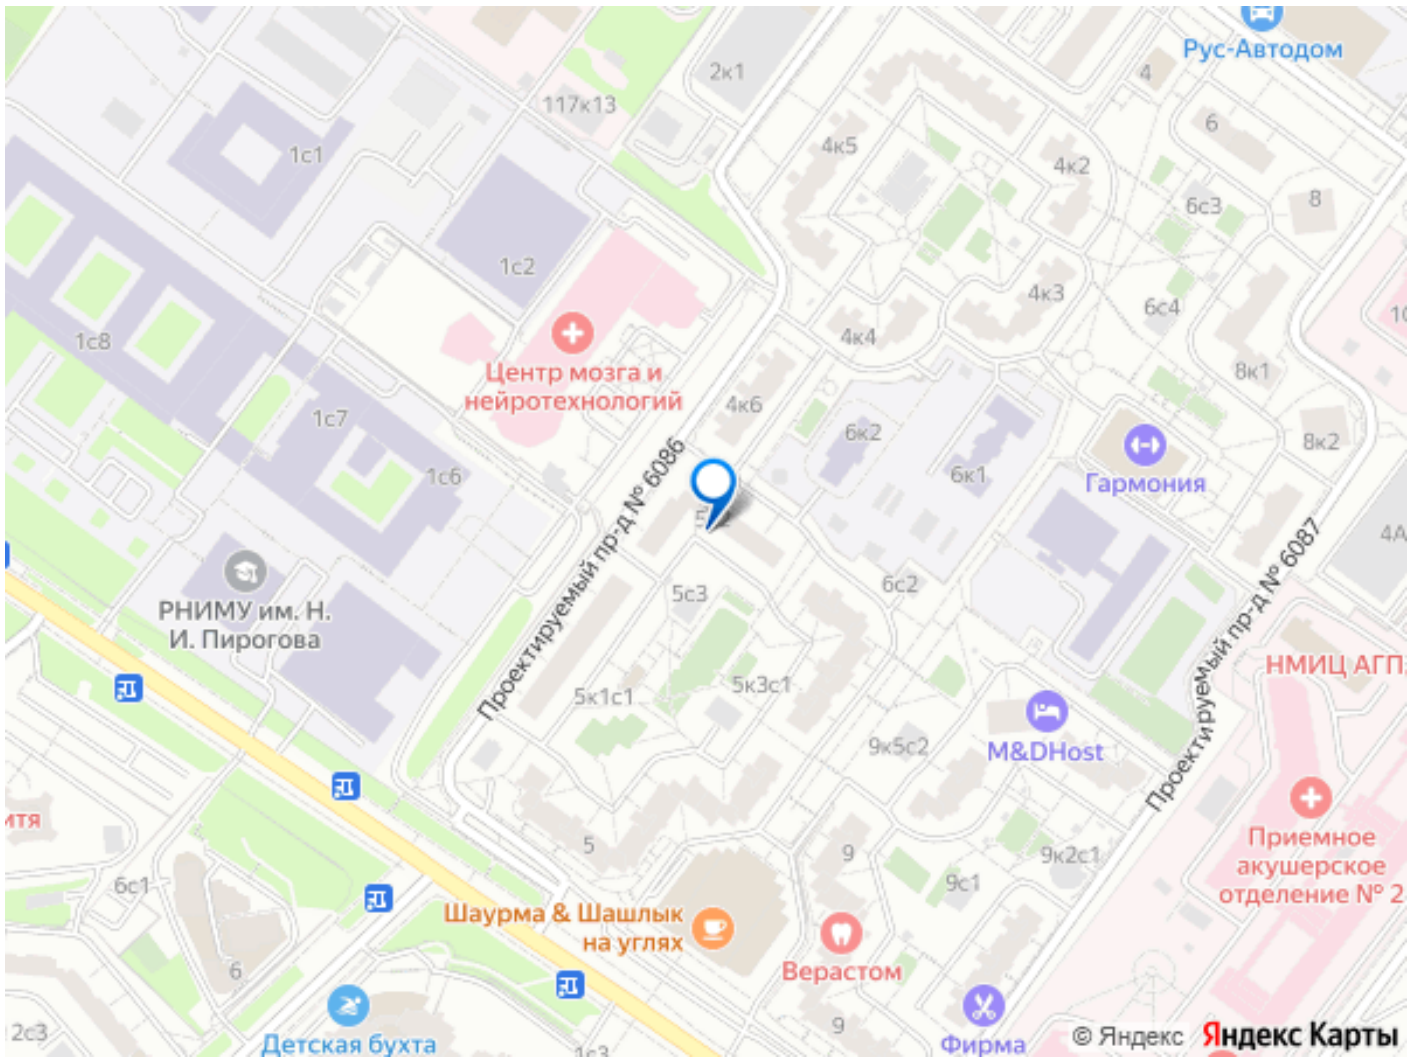 Рус-Автодом
2к1
4
117к13
6
4к5
1с1
4к2
6с3
8
1с2
4к3
6с4
4к4
1с8
8к1
Центр мозга и
нейротехнологий
4к6
1с7
6к2
8к2
1с6
6к1
Гармония
Проектируемый пр-д № 6086
4А
РНИМУ им. Н.
И. Пирогова
5с3
6с2
Проектируемый пр-д № 6087
НМИЦ АГП
5к1с1
5к3с1
9к5с2
M&DHost
итя
Приемное
акушерское
отделение № 2
5
9
9к2с1
6с1
9с1
Шаурма & Шашлык
на углях
Верастом
6
2с3
Детская бухта
1с3
9
Фирма
© Яндекс Яндекс Карты